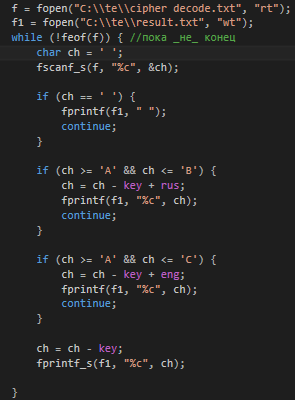 f = fopen("C:\\te\\cipher decode.txt", "rt");
f1 = fopen("C:\\te\\result.txt", "wt");
while (!feof(f)) { //пока _не_ конец
char ch = ' ';
fscanf_s(f, "%c", &ch);
if (ch == ' ') {
fprintf(f1, " ");
continue;
}
if (ch >= 'A' && ch <= 'B') {
ch = ch - key + rus;
fprintf(f1, "%c", ch);
continue;
}
if (ch >= 'A' && ch <= 'C') {
ch = ch - key + eng;
fprintf(f1, "%c", ch);
continue;
}
ch = ch - key;
fprintf_s(f1, "%c", ch);
}